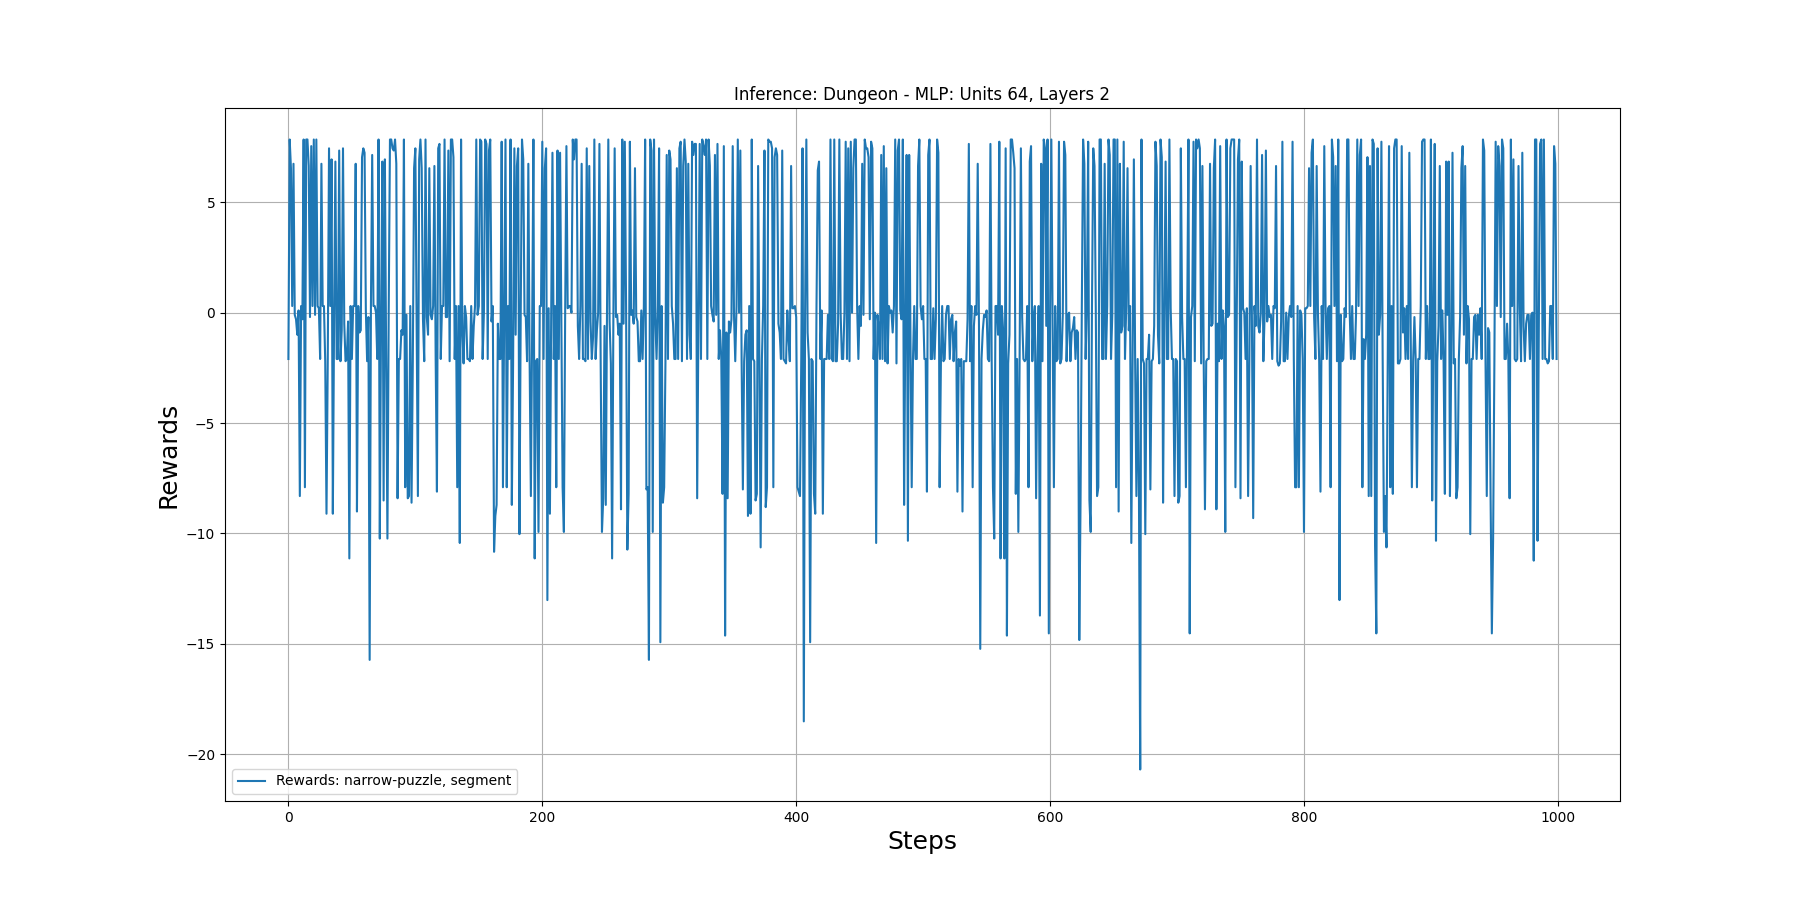 Inference: Dungeon - MLP: Units 64, Layers 2
Rewards
5
0
−5
−10
−15
−20
Rewards: narrow-puzzle, segment
0 200 400 600 800 1000
Steps